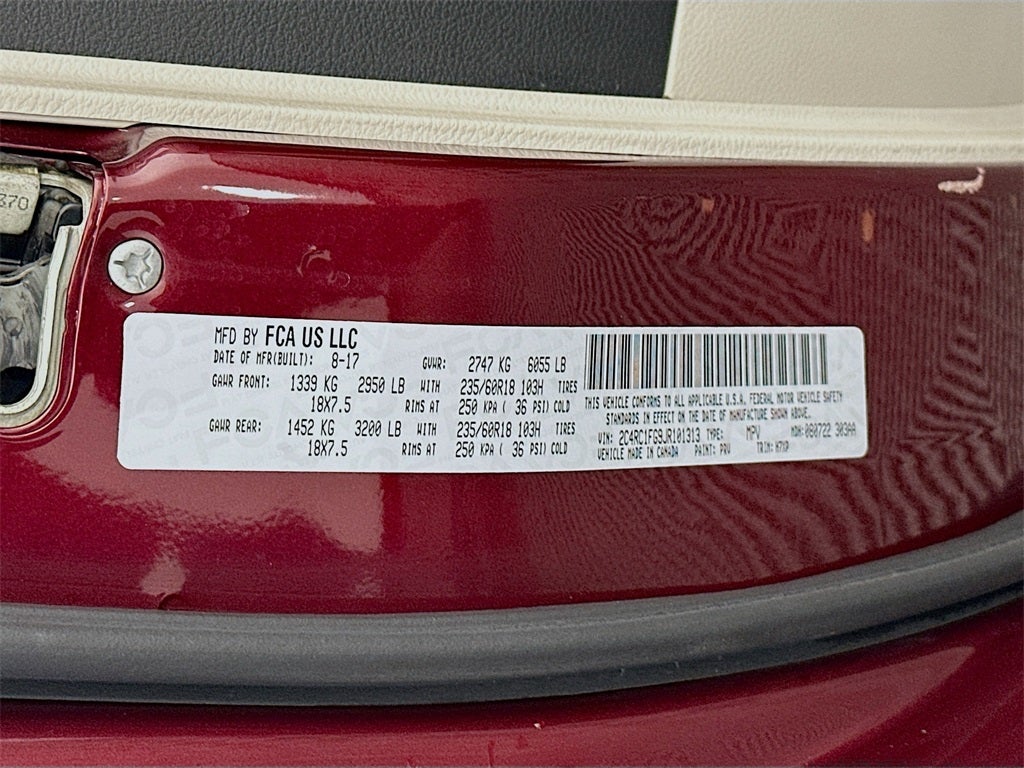 370
MFD BY FCA US LLC
DATE OF MFR(BUILT): 8-17 GVWR: 2747 KG 6055 LB
GAWR FRONT: 1339 KG 2950 LB WITH 235/60R18 103H TIRES
18X7.5 RIMS AT 250 KPA ( 36 PSI) COLD
GAWR REAR: 1452 KG 3200 LB WITH 235/60R18 103H TIRES
18X7.5 RIMS AT 250 KPA ( 36 PSI) COLD
THIS VEHICLE CONFORMS TO ALL APPLICABLE U.S.A. FEDERAL MOTOR VEHICLE SAFETY
STANDARDS IN EFFECT ON THE DATE OF MANUFACTURE SHOWN ABOVE.
VIN: 2C4RC1FG9JR101313 TYPE: MPV MDH: 080722 303AA
VEHICLE MADE IN CANADA PAINT: PRV TRIM: